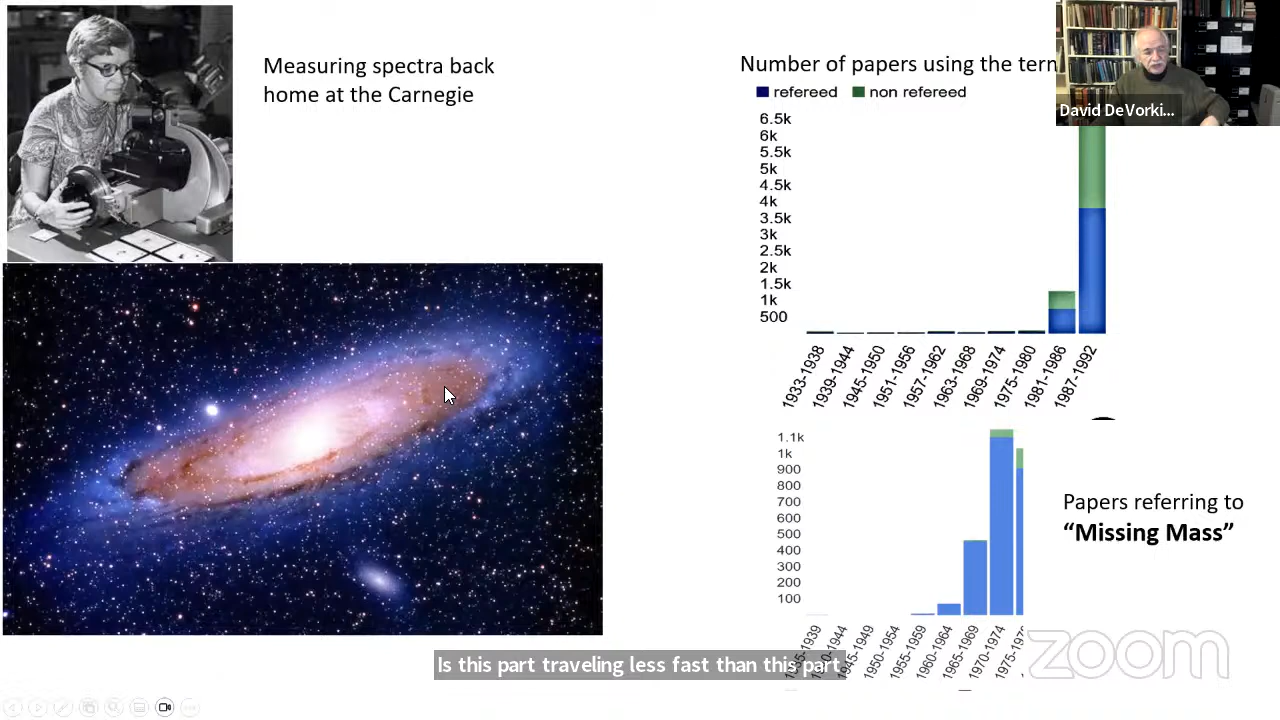 Measuring spectra back
home at the Carnegie
Number of papers using the
refereed
non refereed
6.5k
6k
5.5k
5k
4.5k
4k
3.5k
3k
2.5k
2k
1.5k
1k
500
1933-1938
1939-1944
1945-1950
1951-1956
1957-1962
1963-1968
1969-1974
1975-1980
1981-1986
1987-1992
David DeVorki...
1.1k
1k
900
800
700
600
500
400
300
200
100
1945-1949
1950-1954
1955-1959
1960-1964
1965-1969
1970-1974
Papers referring to
“Missing Mass”
Is this part traveling less fast than this part
zoom